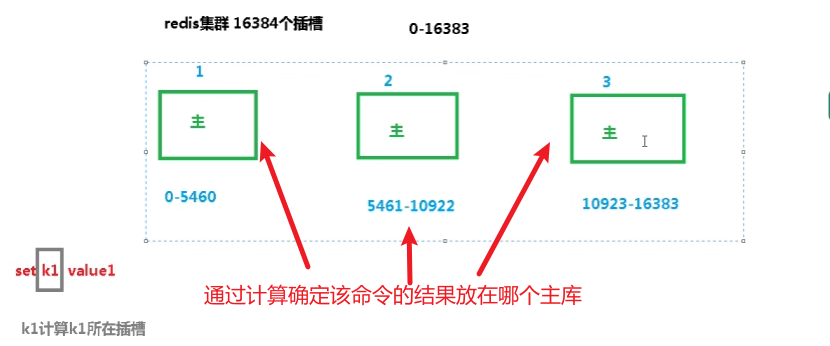 redis集群 16384个插槽
0-16383
1
2
3
主
主
主
0-5460
5461-10922
10923-16383
set k1 value1
通过计算确定该命令的结果放在哪个主库
k1计算k1所在插槽